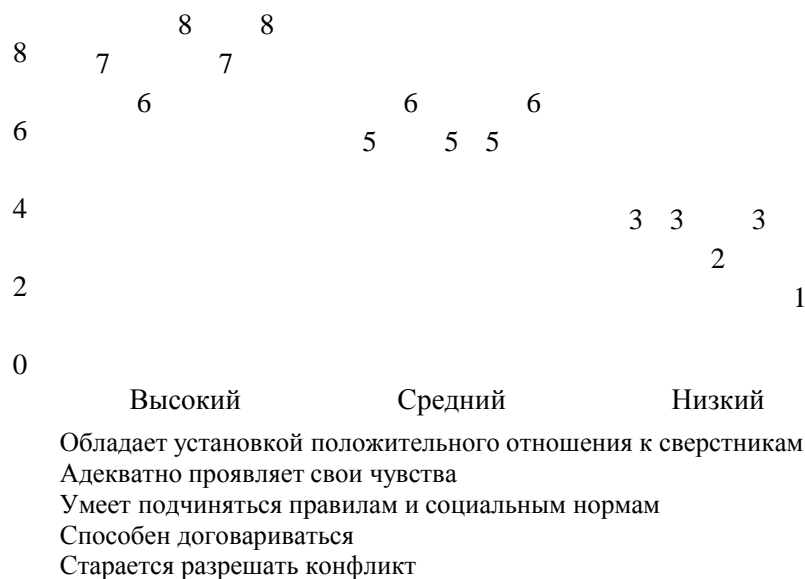 8 8
8
7 7
6 6 6
6
5 5 5
4
3 3 3
2
2
1
0
Высокий Средний Низкий
Обладает установкой положительного отношения к сверстникам
Адекватно проявляет свои чувства
Умеет подчиняться правилам и социальным нормам
Способен договариваться
Старается разрешать конфликт